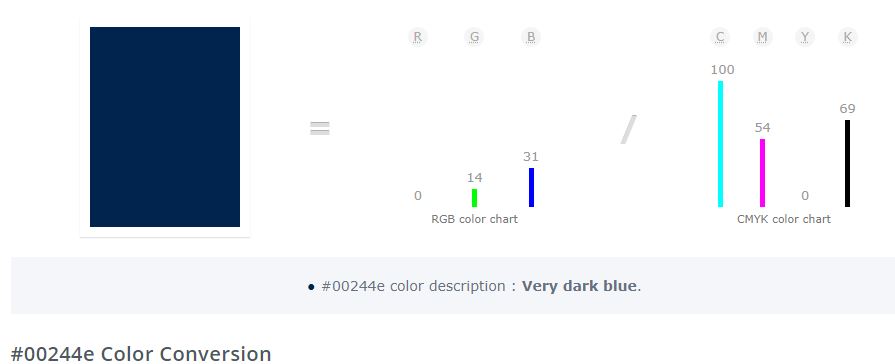 R G B C M Y K
100
69
54
31
14
0 0
= /
RGB color chart CMYK color chart
#00244e color description : Very dark blue.
#00244e Color Conversion